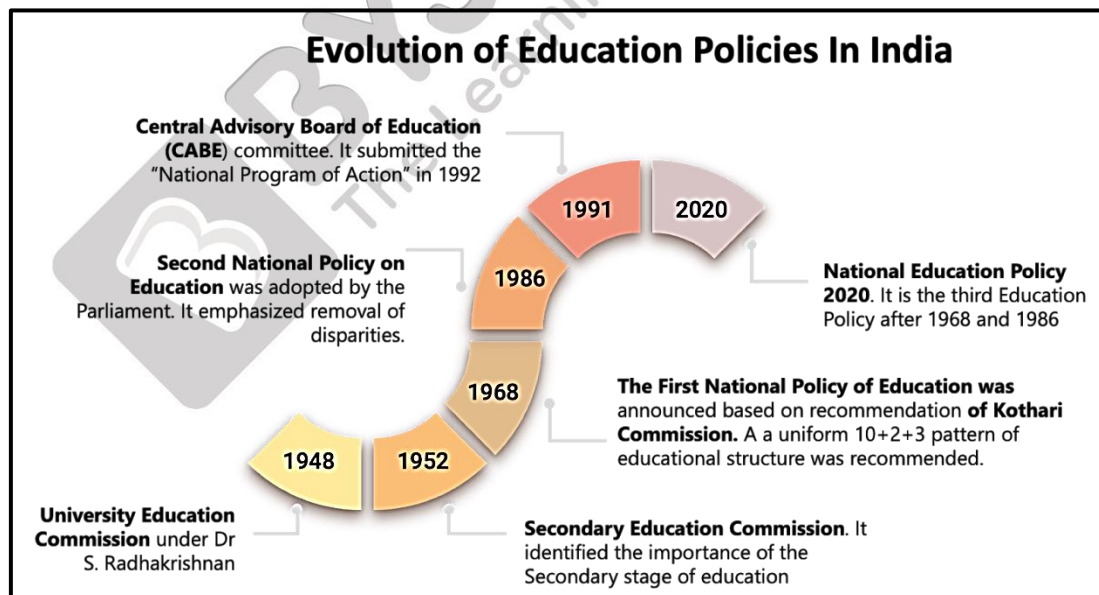 Evolution of Education Policies In India
Central Advisory Board of Education
(CABE) committee. It submitted the
“National Program of Action” in 1992
1991
2020
Second National Policy on
Education was adopted by the
Parliament. It emphasized removal of
disparities.
1986
National Education Policy
2020. It is the third Education
Policy after 1968 and 1986
1968
The First National Policy of Education was
announced based on recommendation of Kothari
Commission. A a uniform 10+2+3 pattern of
educational structure was recommended.
1948
1952
University Education
Commission under Dr
S. Radhakrishnan
Secondary Education Commission. It
identified the importance of the
Secondary stage of education